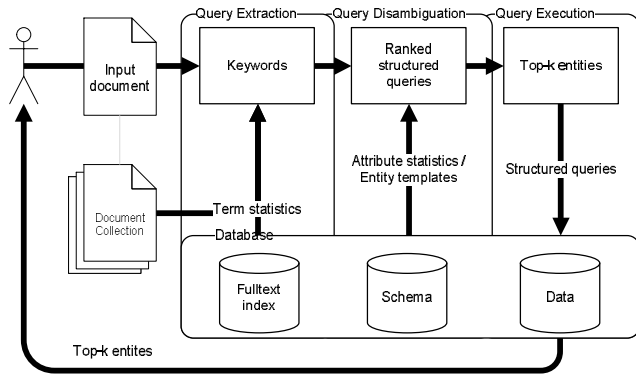 Query Extraction
Query Disambiguation
Query Execution
Input
document
Keywords
Ranked
structured
queries
Top-k entities
Attribute statistics /
Entity templates
Structured queries
Document
Collection
Term statistics
Database
Fulltext
index
Schema
Data
Top-k entites